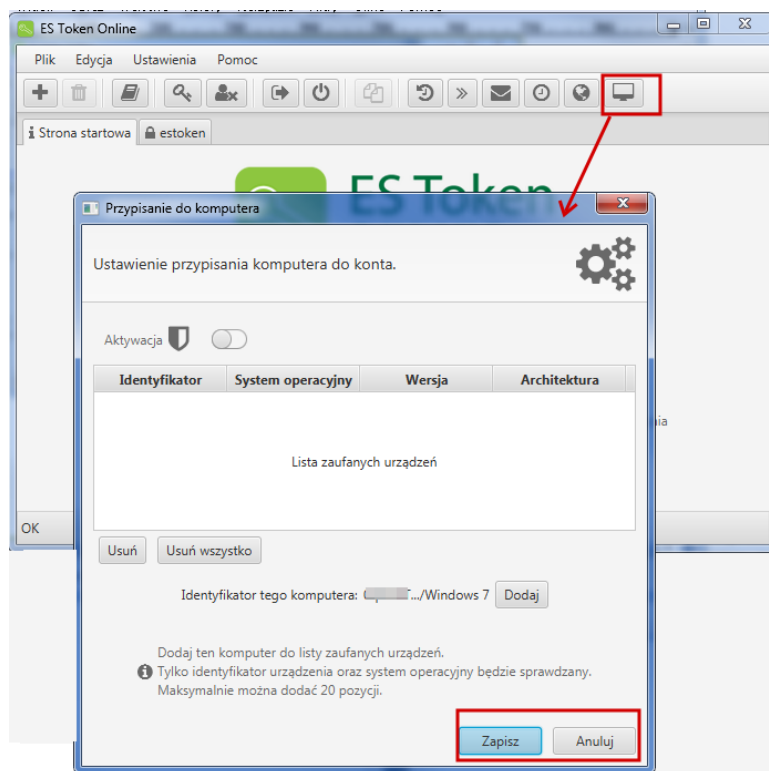 ES Token Online
Plik Edycja Ustawienia Pomoc
Strona startowa estoken
ES Token
Przypisanie do komputera
Ustawienie przypisania komputera do konta.
Aktywacja
Identyfikator System operacyjny Wersja Architektura
Lista zaufanych urządzeń
OK
Usuń Usuń wszystko
Identyfikator tego komputera: .../Windows 7 Dodaj
Dodaj ten komputer do listy zaufanych urządzeń.
Tylko identyfikator urządzenia oraz system operacyjny będzie sprawdzany.
Maksymalnie można dodać 20 pozycji.
Zapisz Anuluj